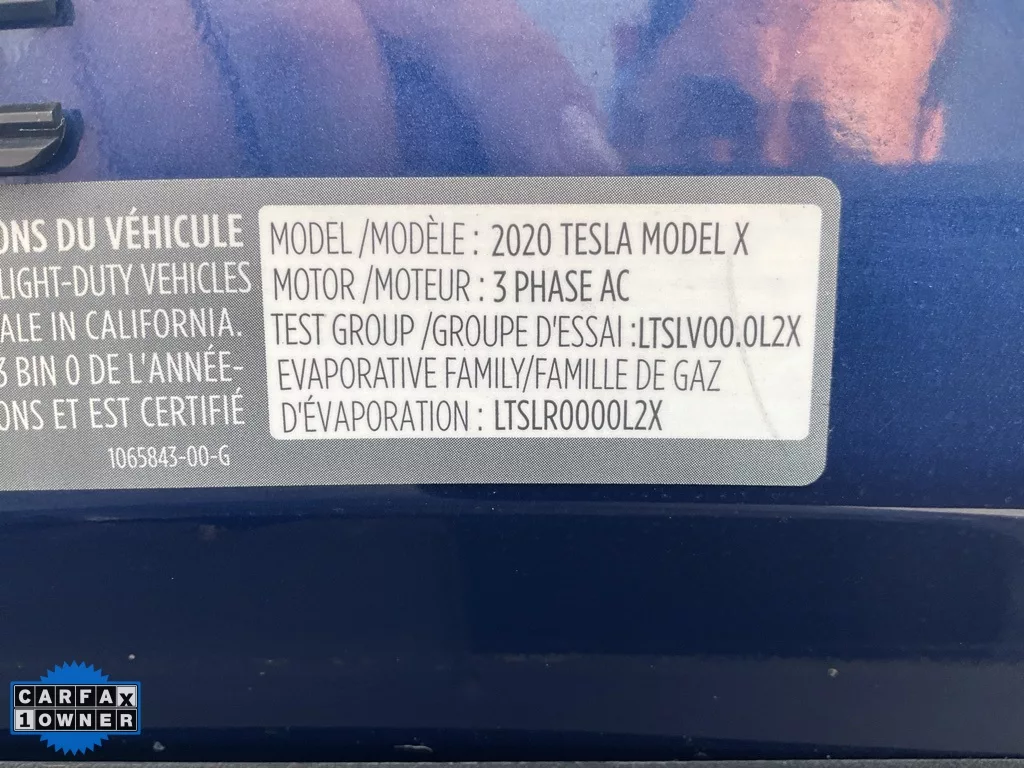 ONS DU VÉHICULE
LIGHT-DUTY VEHICLES
ALE IN CALIFORNIA.
3 BIN 0 DE L'ANNÉE-
ONS ET EST CERTIFIÉ
1065843-00-G
MODEL /MODÈLE : 2020 TESLA MODEL X
MOTOR /MOTEUR : 3 PHASE AC
TEST GROUP /GROUPE D'ESSAI :LTSLV00.0L2X
EVAPORATIVE FAMILY/FAMILLE DE GAZ
D'ÉVAPORATION : LTSLR0000L2X
CARFAX
1 OWNER